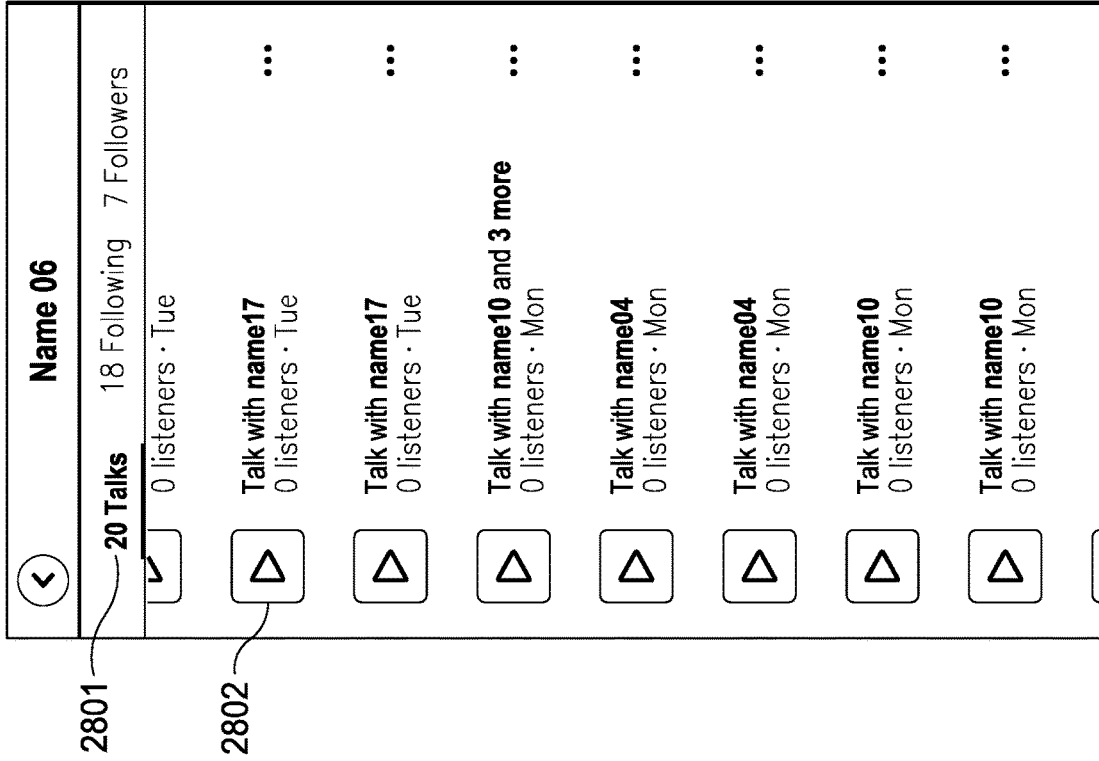 Name 06
20 Talks 18 Following 7 Followers
0 listeners · Tue
Talk with name17
0 listeners · Tue
Talk with name17
0 listeners · Tue
Talk with name10 and 3 more
0 listeners · Mon
Talk with name04
0 listeners · Mon
Talk with name04
0 listeners · Mon
Talk with name10
0 listeners · Mon
Talk with name10
0 listeners · Mon
2801
2802